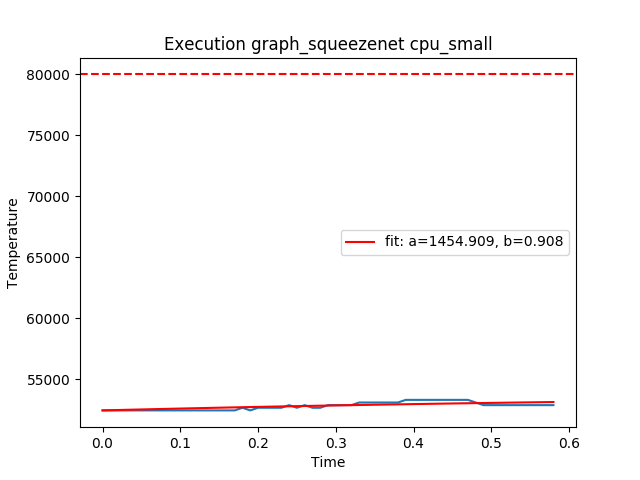 Execution graph_squeezenet cpu_small
80000
75000
70000
65000
60000
55000
Temperature
fit: a=1454.909, b=0.908
0.0 0.1 0.2 0.3 0.4 0.5 0.6
Time